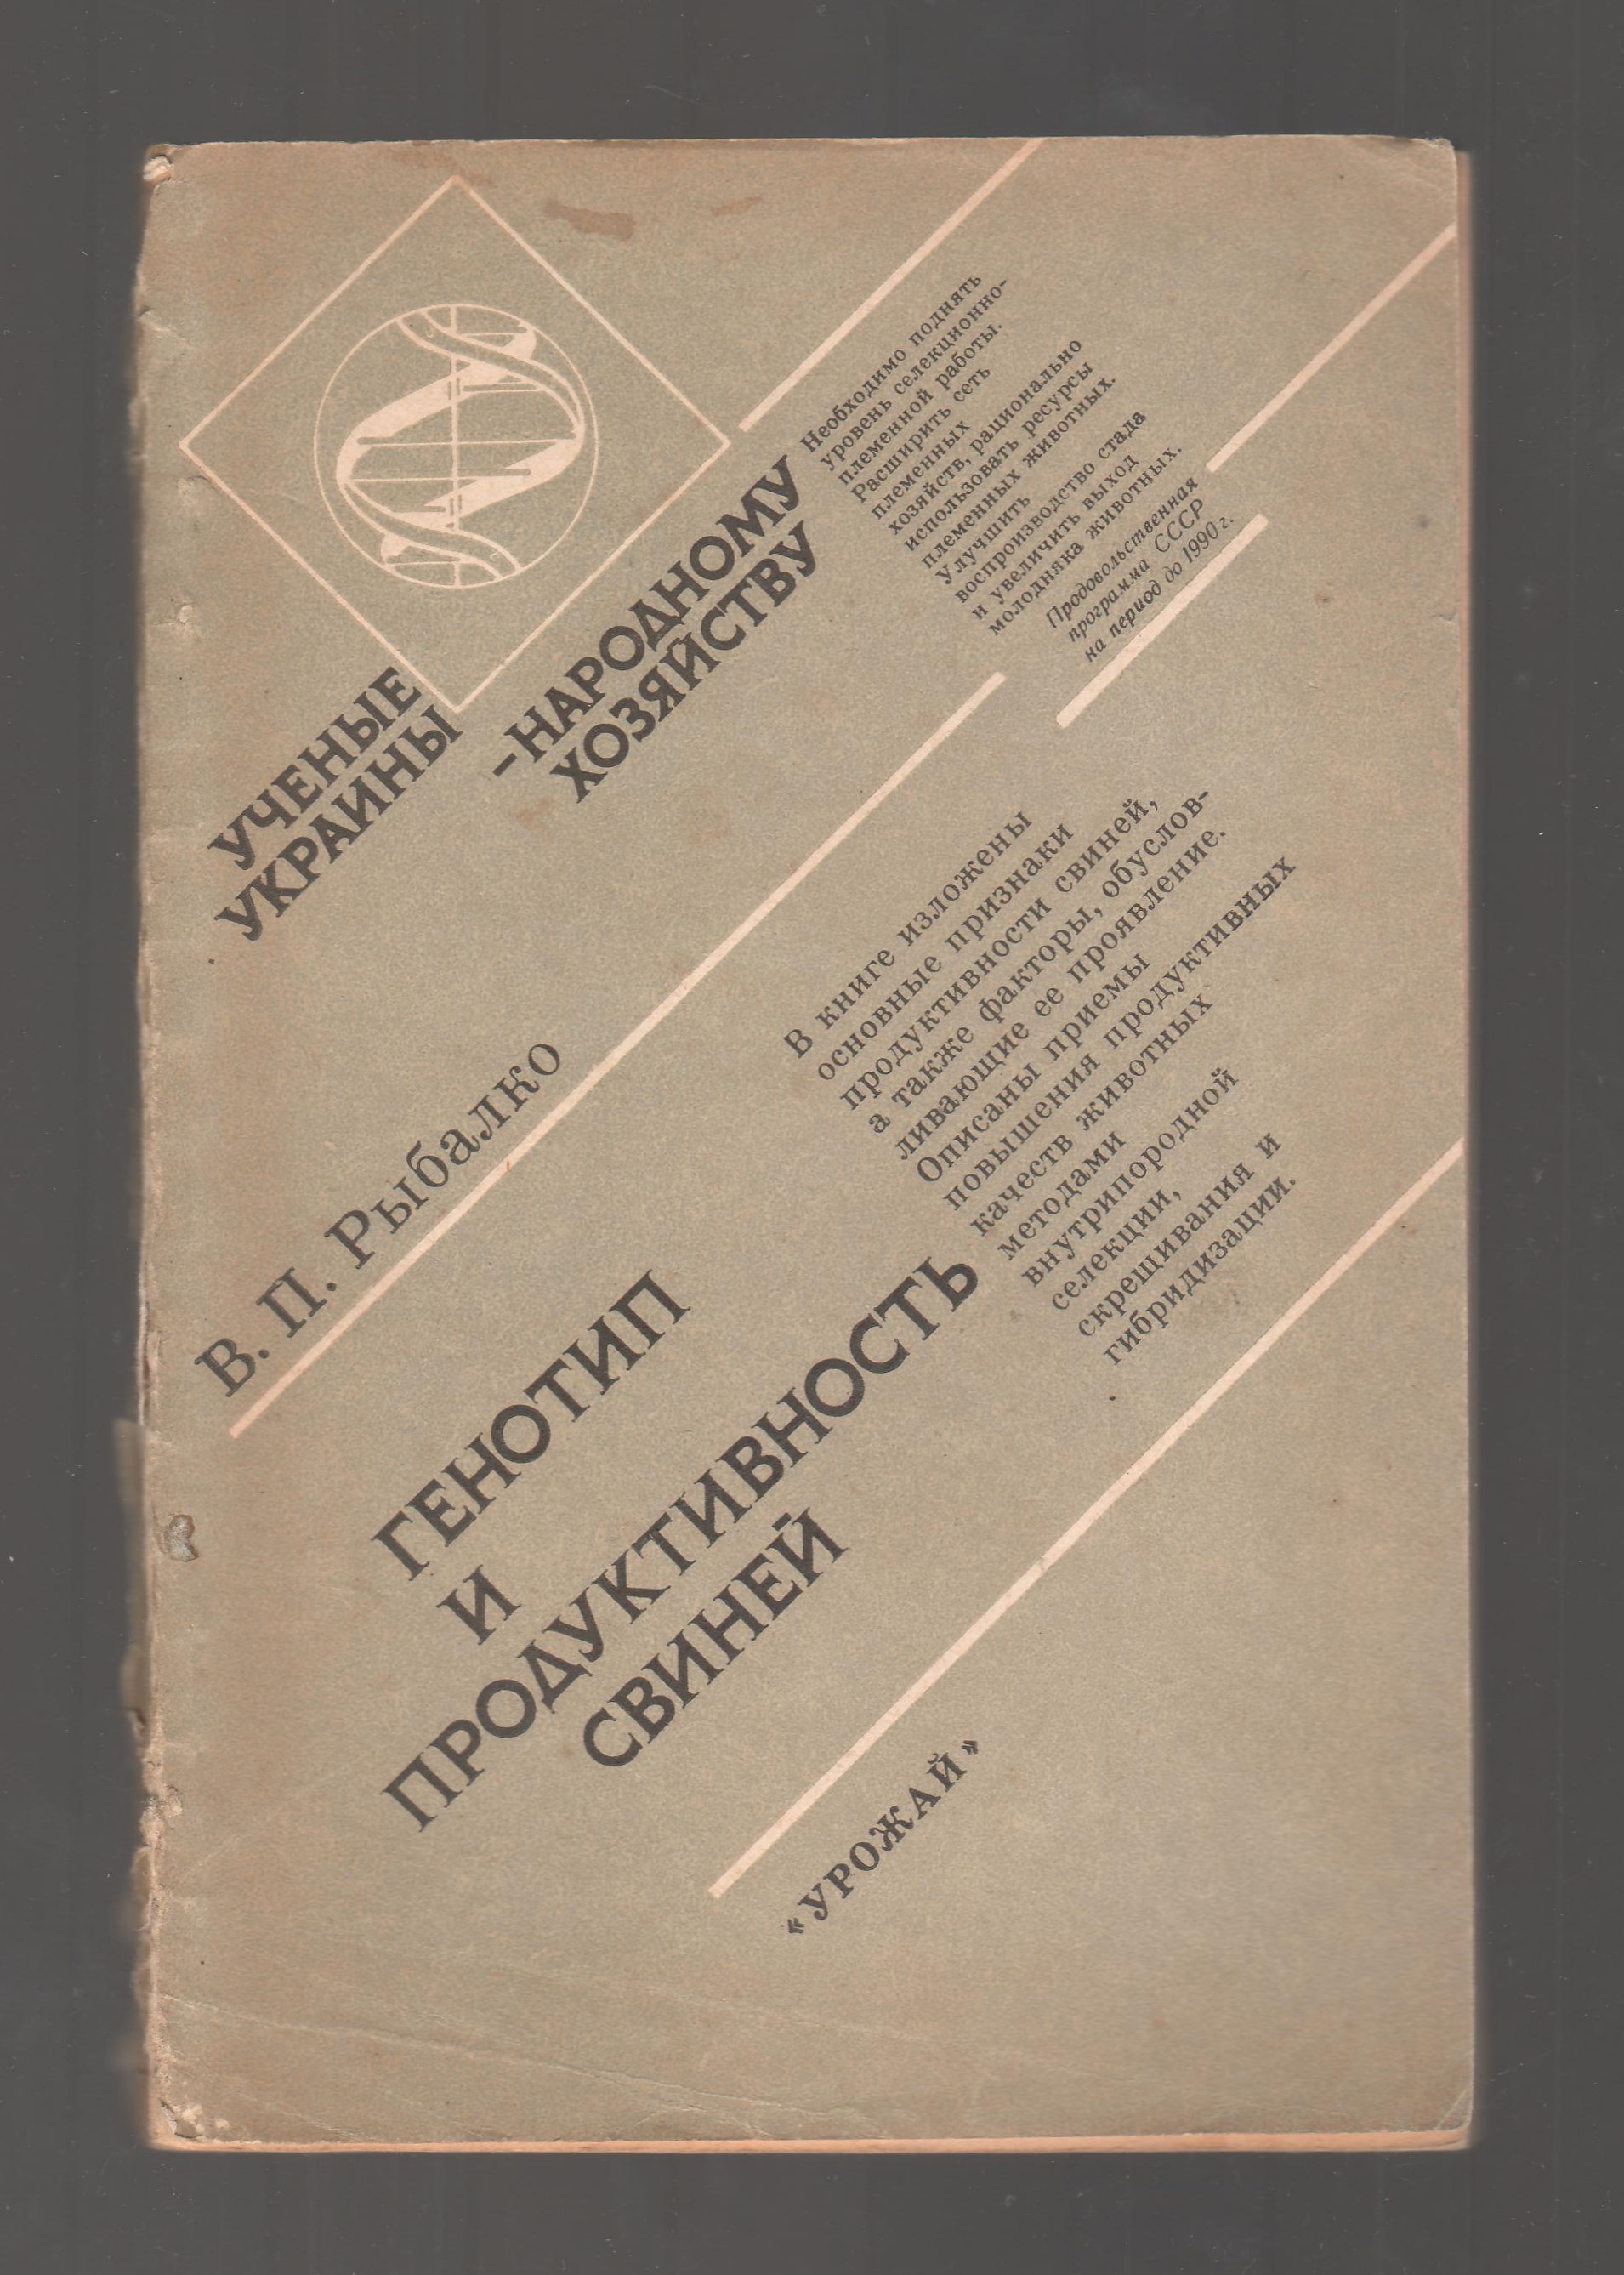 УЧЕНЫЕ
УКРАИНЫ
-НАРОДНОМУ
ХОЗЯЙСТВУ
Необходимо поднять
уровень селекционно-
племенной работы.
Расширить сеть
племенных
хозяйств, рационально
использовать ресурсы
племенных животных.
Улучшить
воспроизводство стада
и увеличить выход
молодняка животных.
Продовольственная
программа СССР
на период до 1990 г.
В. П. Рыбалко
ГЕНОТИП
И
ПРОДУКТИВНОСТЬ
СВИНЕЙ
В книге изложены
основные признаки
продуктивности свиней,
а также факторы, обуслов-
ливающие ее проявление.
Описаны приемы
повышения продуктивных
качеств животных
методами
внутрипородной
селекции,
скрещивания и
гибридизации.
«УРОЖАЙ»